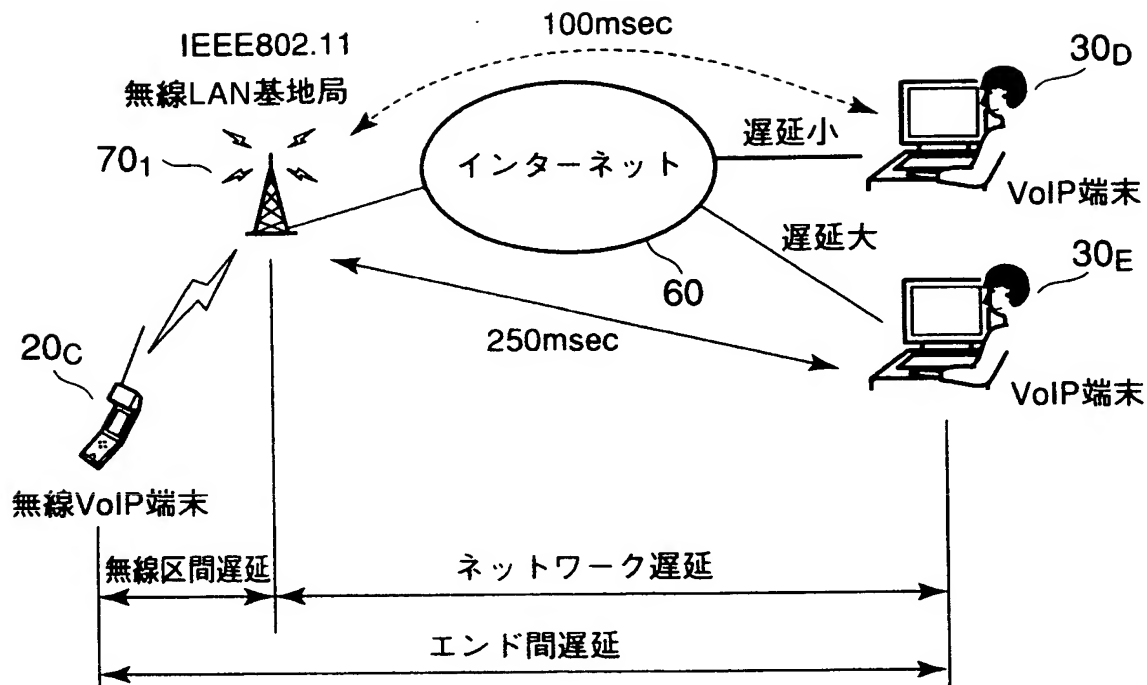 100msec
IEEE802.11
無線LAN基地局
70₁
インターネット
遅延小
30D
VoIP端末
遅延大
60
250msec
30E
VoIP端末
20C
無線VoIP端末
無線区間遅延
ネットワーク遅延
エンド間遅延